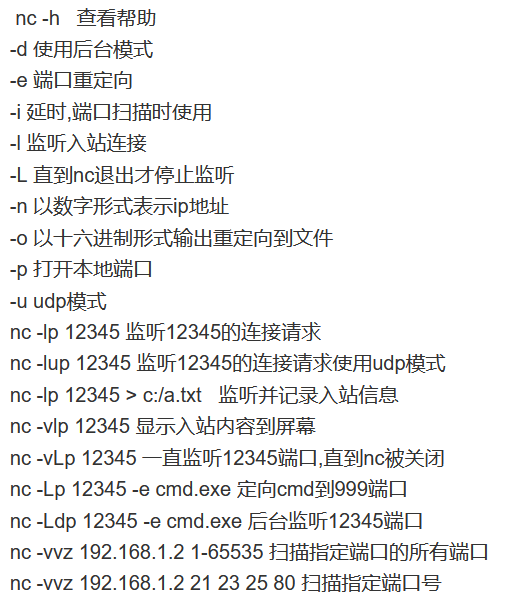 nc -h   查看帮助
-d 使用后台模式
-e 端口重定向
-i 延时,端口扫描时使用
-l 监听入站连接
-L 直到nc退出才停止监听
-n 以数字形式表示ip地址
-o 以十六进制形式输出重定向到文件
-p 打开本地端口
-u udp模式
nc -lp 12345 监听12345的连接请求
nc -lup 12345 监听12345的连接请求使用udp模式
nc -lp 12345 > c:/a.txt   监听并记录入站信息
nc -vlp 12345 显示入站内容到屏幕
nc -vLp 12345 一直监听12345端口,直到nc被关闭
nc -Lp 12345 -e cmd.exe 定向cmd到999端口
nc -Ldp 12345 -e cmd.exe 后台监听12345端口
nc -vvz 192.168.1.2 1-65535 扫描指定端口的所有端口
nc -vvz 192.168.1.2 21 23 25 80 扫描指定端口号